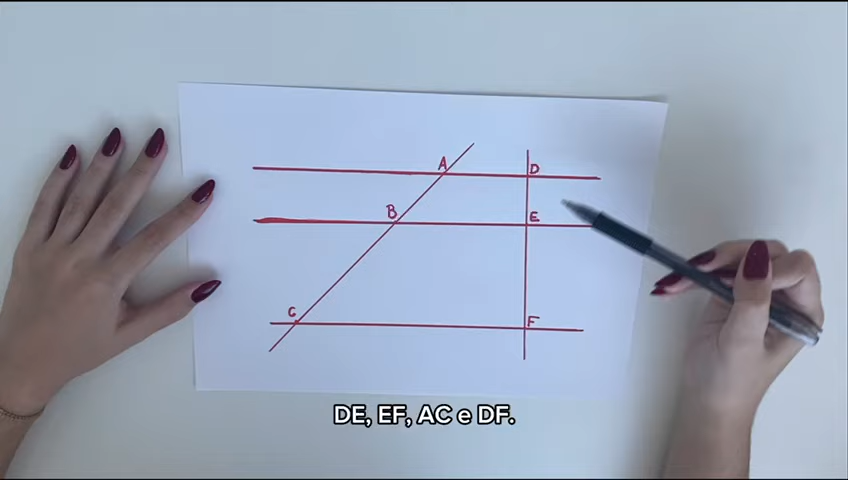 A D
B E
C F
DE, EF, AC e DF.